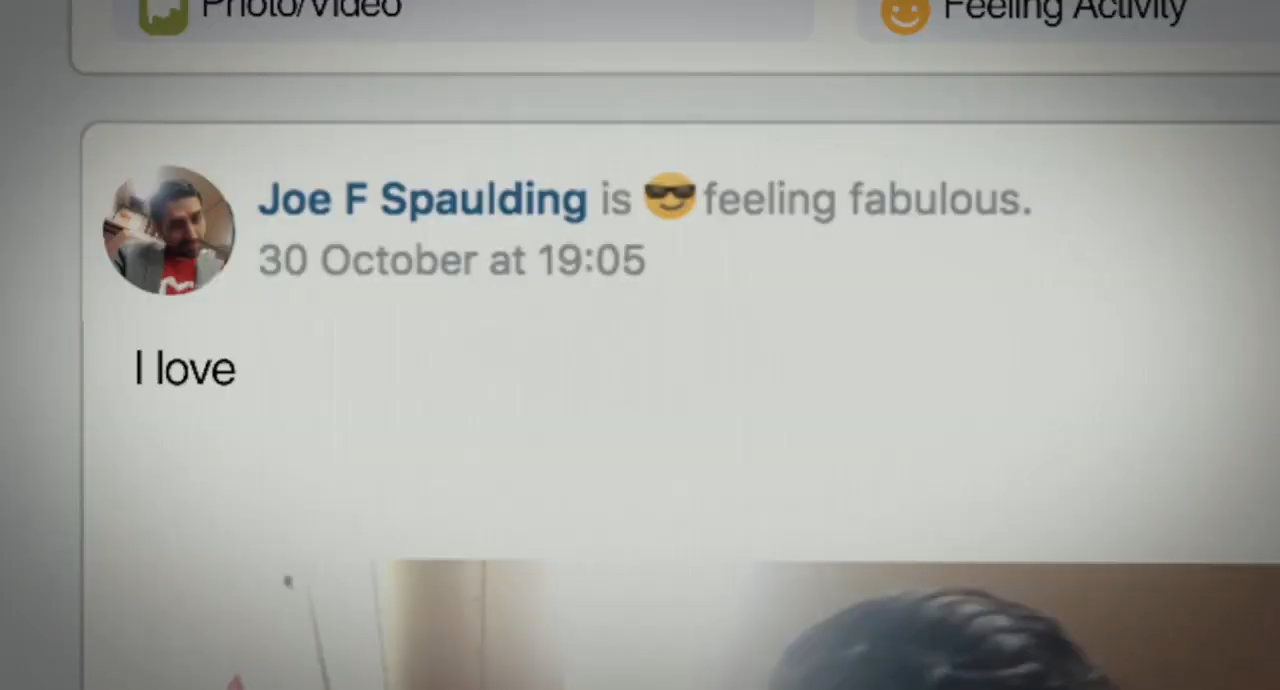 Photo/Video
Feeling Activity
Joe F Spaulding is 😎 feeling fabulous.
30 October at 19:05
I love